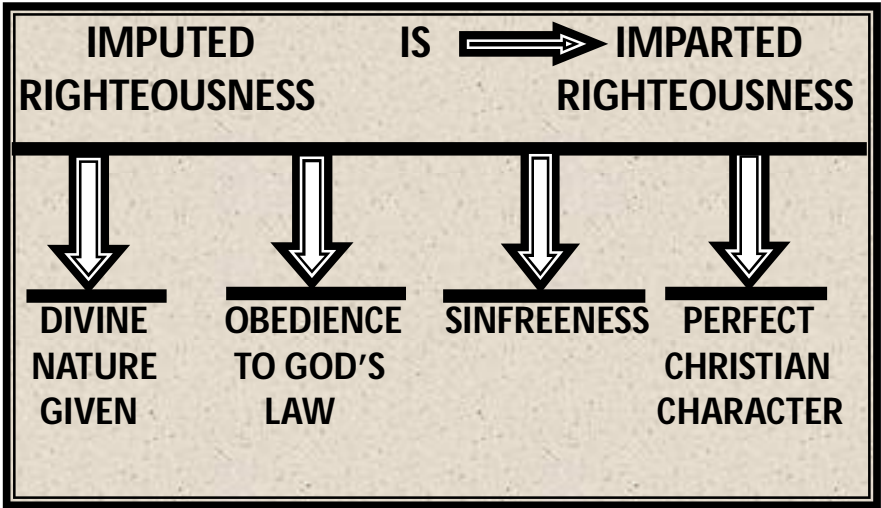 IMPUTED IS IMPARTED
RIGHTEOUSNESS RIGHTEOUSNESS
DIVINE OBEDIENCE SINFREENESS PERFECT
NATURE TO GOD'S CHRISTIAN
GIVEN LAW CHARACTER